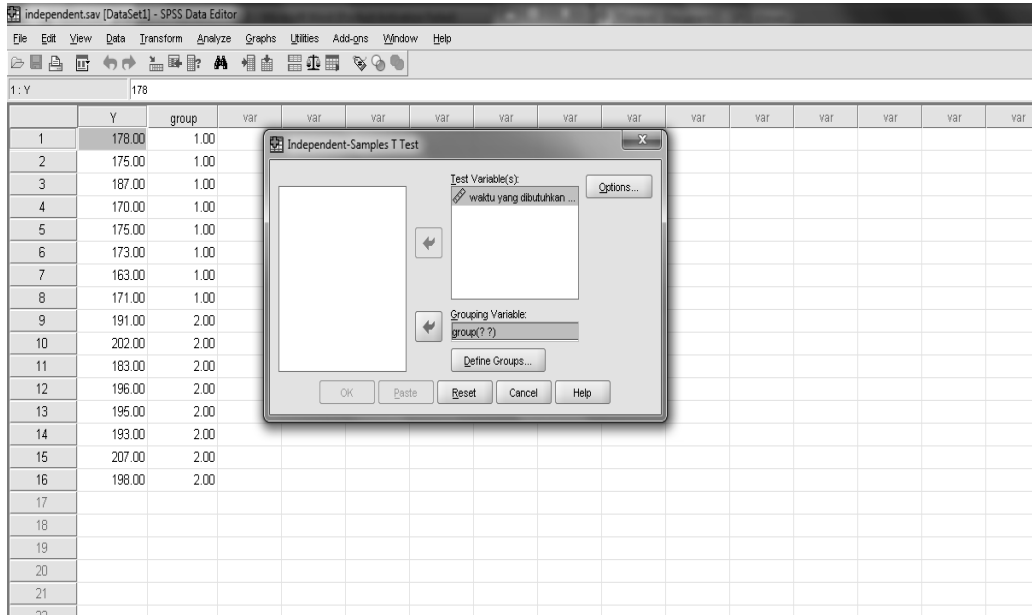 independent.sav [DataSet1] - SPSS Data Editor
File Edit View Data Transform Analyze Graphs Utilities Add-ons Window Help
1 : Y 178
Y group var var var var var var var var var var var var var
1 178.00 1.00
2 175.00 1.00
3 187.00 1.00
4 170.00 1.00
5 175.00 1.00
6 173.00 1.00
7 163.00 1.00
8 171.00 1.00
9 191.00 2.00
10 202.00 2.00
11 183.00 2.00
12 196.00 2.00
13 195.00 2.00
14 193.00 2.00
15 207.00 2.00
16 198.00 2.00
17
18
19
20
21
22
Independent-Samples T Test
Test Variable(s):
waktu yang dibutuhkan ...
Options...
Grouping Variable:
group(? ?)
Define Groups...
OK Paste Reset Cancel Help